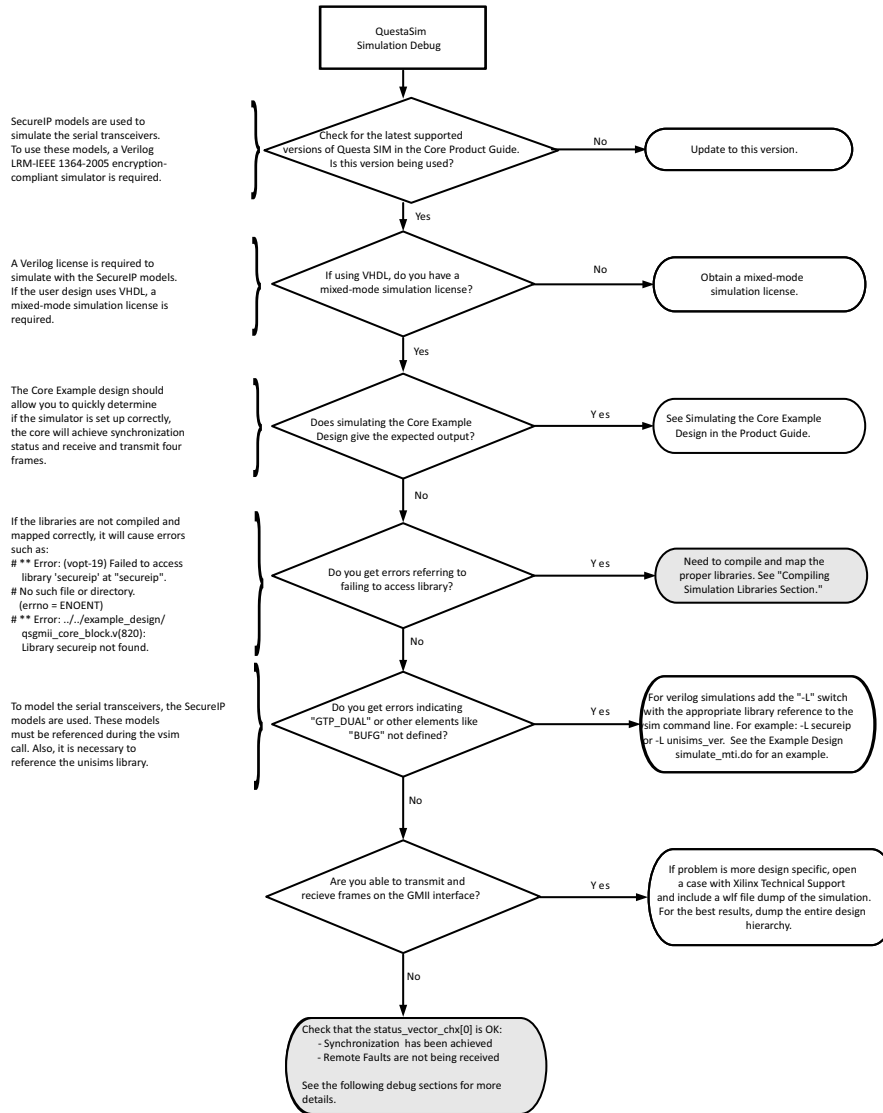 QuestaSim
Simulation Debug
SecureIP models are used to
simulate the serial transceivers.
To use these models, a Verilog
LRM-IEEE 1364-2005 encryption-
compliant simulator is required.
Check for the latest supported
versions of Questa SIM in the Core Product Guide.
Is this version being used?
No
Update to this version.
Yes
A Verilog license is required to
simulate with the SecureIP models.
If the user design uses VHDL, a
mixed-mode simulation license is
required.
If using VHDL, do you have a
mixed-mode simulation license?
No
Obtain a mixed-mode
simulation license.
Yes
The Core Example design should
allow you to quickly determine
if the simulator is set up correctly,
the core will achieve synchronization
status and receive and transmit four
frames.
Does simulating the Core Example
Design give the expected output?
Yes
See Simulating the Core Example
Design in the Product Guide.
No
If the libraries are not compiled and
mapped correctly, it will cause errors
such as:
# ** Error: (vopt-19) Failed to access
library 'secureip' at "secureip".
# No such file or directory.
(errno = ENOENT)
# ** Error: ../../example_design/
qsgmii_core_block.v(820):
Library secureip not found.
Do you get errors referring to
failing to access library?
Yes
Need to compile and map the
proper libraries. See "Compiling
Simulation Libraries Section."
No
To model the serial transceivers, the SecureIP
models are used. These models
must be referenced during the vsim
call. Also, it is necessary to
reference the unisims library.
Do you get errors indicating
"GTP_DUAL" or other elements like
"BUFG" not defined?
Yes
For verilog simulations add the "-L" switch
with the appropriate library reference to the
vsim command line. For example: -L secureip
or -L unisims_ver. See the Example Design
simulate_mti.do for an example.
No
Are you able to transmit and
recieve frames on the GMII interface?
Yes
If problem is more design specific, open
a case with Xilinx Technical Support
and include a wlf file dump of the simulation.
For the best results, dump the entire design
hierarchy.
No
Check that the status_vector_chx[0] is OK:
- Synchronization has been achieved
- Remote Faults are not being received
See the following debug sections for more
details.